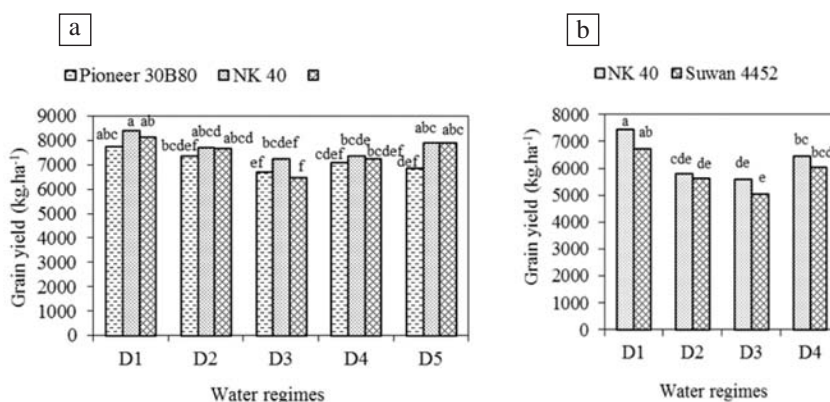 a
Pioneer 30B80 NK 40
Grain yield (kg.ha-1)
9000
8000
7000
6000
5000
4000
3000
2000
1000
0
abc a ab
bcdef abcd abcd
ef bcdef f
cdef bcde bcdef
def abc abc
D1 D2 D3 D4 D5
Water regimes
b
NK 40 Suwan 4452
Grain yield (kg.ha-1)
8000
7000
6000
5000
4000
3000
2000
1000
0
a ab
cde de
de e
bc bcd
D1 D2 D3 D4
Water regimes